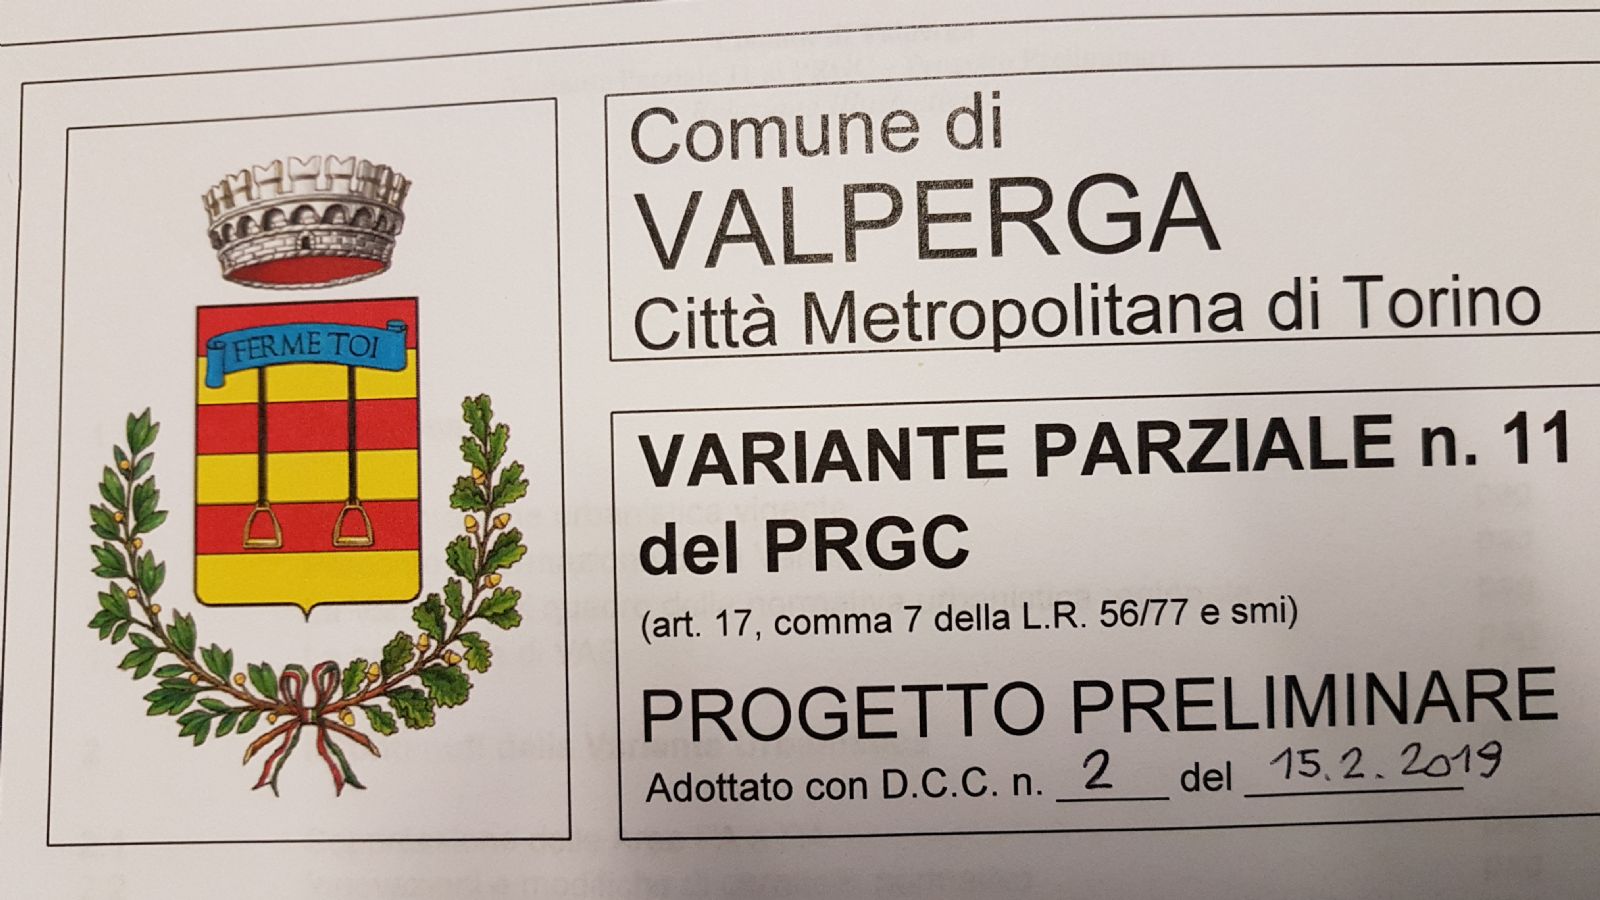 Comune di
VALPERGA
Città Metropolitana di Torino
FERME TOI
VARIANTE PARZIALE n. 11
del PRGC
(art. 17, comma 7 della L.R. 56/77 e smi)
PROGETTO PRELIMINARE
Adottato con D.C.C. n. 2 del 15.2.2019